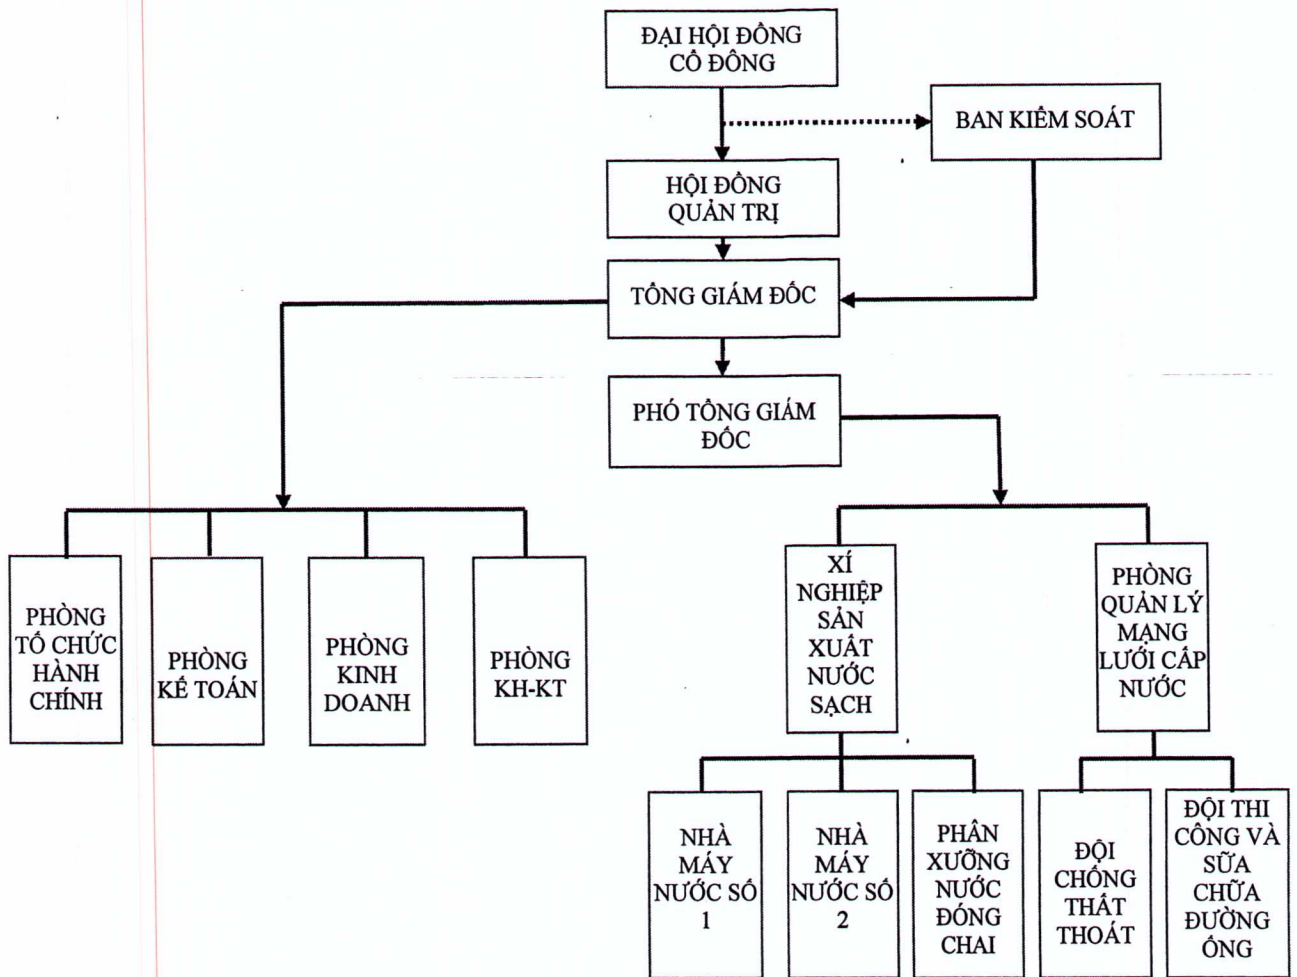 ĐẠI HỘI ĐỒNG
CỔ ĐÔNG
BAN KIỂM SOÁT
HỘI ĐỒNG
QUẢN TRỊ
TỔNG GIÁM ĐỐC
PHÓ TỔNG GIÁM
ĐỐC
PHÒNG
TỔ CHỨC
HÀNH
CHÍNH
PHÒNG
KẾ TOÁN
PHÒNG
KINH
DOANH
PHÒNG
KH-KT
XÍ
NGHIỆP
SẢN
XUẤT
NƯỚC
SẠCH
PHÒNG
QUẢN LÝ
MẠNG
LƯỚI CẤP
NƯỚC
NHÀ
MÁY
NƯỚC SỐ
1
NHÀ
MÁY
NƯỚC SỐ
2
PHÂN
XƯỠNG
NƯỚC
ĐÓNG
CHAI
ĐỘI
CHỐNG
THẤT
THOÁT
ĐỘI THI
CÔNG VÀ
SỮA
CHỮA
ĐƯỜNG
ỐNG